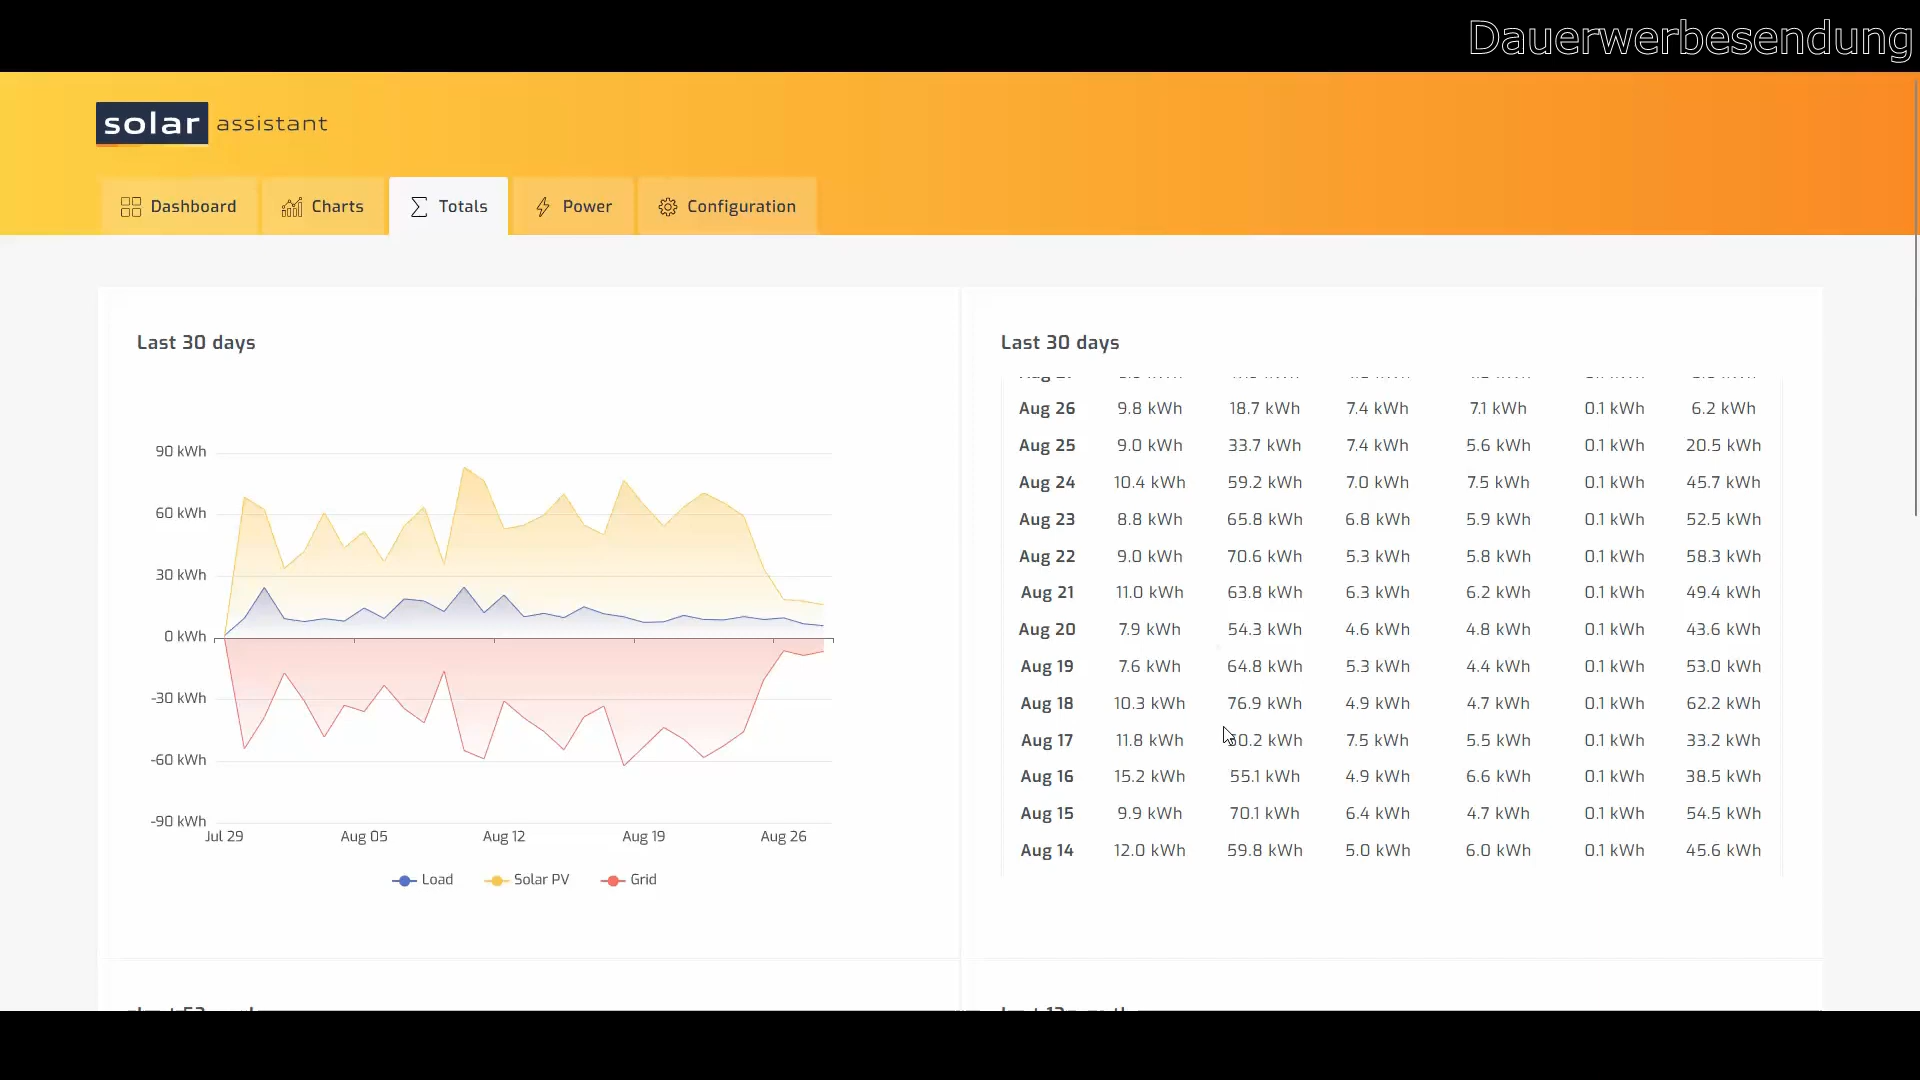 Dauerwerbesendung
solar assistant
Dashboard
Charts
Totals
Power
Configuration
Last 30 days
90 kWh
60 kWh
30 kWh
0 kWh
-30 kWh
-60 kWh
-90 kWh
Jul 29
Aug 05
Aug 12
Aug 19
Aug 26
Load
Solar PV
Grid
Last 30 days
Aug 26 9.8 kWh 18.7 kWh 7.4 kWh 7.1 kWh 0.1 kWh 6.2 kWh
Aug 25 9.0 kWh 33.7 kWh 7.4 kWh 5.6 kWh 0.1 kWh 20.5 kWh
Aug 24 10.4 kWh 59.2 kWh 7.0 kWh 7.5 kWh 0.1 kWh 45.7 kWh
Aug 23 8.8 kWh 65.8 kWh 6.8 kWh 5.9 kWh 0.1 kWh 52.5 kWh
Aug 22 9.0 kWh 70.6 kWh 5.3 kWh 5.8 kWh 0.1 kWh 58.3 kWh
Aug 21 11.0 kWh 63.8 kWh 6.3 kWh 6.2 kWh 0.1 kWh 49.4 kWh
Aug 20 7.9 kWh 54.3 kWh 4.6 kWh 4.8 kWh 0.1 kWh 43.6 kWh
Aug 19 7.6 kWh 64.8 kWh 5.3 kWh 4.4 kWh 0.1 kWh 53.0 kWh
Aug 18 10.3 kWh 76.9 kWh 4.9 kWh 4.7 kWh 0.1 kWh 62.2 kWh
Aug 17 11.8 kWh kWh 7.5 kWh 5.5 kWh 0.1 kWh 33.2 kWh
Aug 16 15.2 kWh 55.1 kWh 4.9 kWh 6.6 kWh 0.1 kWh 38.5 kWh
Aug 15 9.9 kWh 70.1 kWh 6.4 kWh 4.7 kWh 0.1 kWh 54.5 kWh
Aug 14 12.0 kWh 59.8 kWh 5.0 kWh 6.0 kWh 0.1 kWh 45.6 kWh